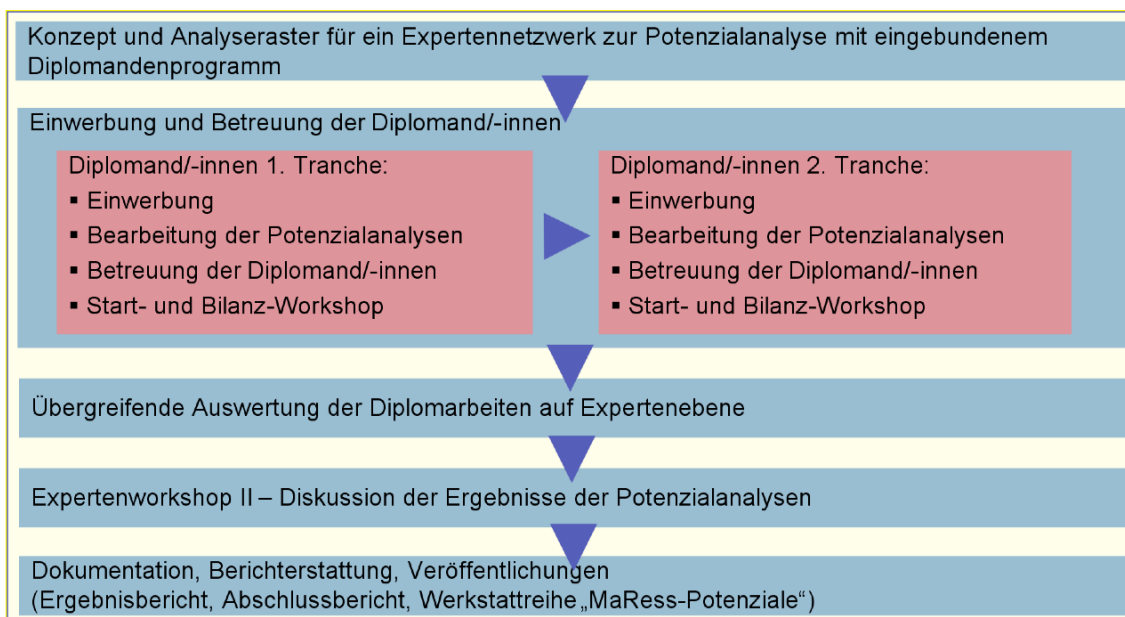 Konzept und Analyseraster für ein Expertennetzwerk zur Potenzialanalyse mit eingebundenem
Diplomandenprogramm
Einwerbung und Betreuung der Diplomand/-innen
Diplomand/-innen 1. Tranche:
▪ Einwerbung
▪ Bearbeitung der Potenzialanalysen
▪ Betreuung der Diplomand/-innen
▪ Start- und Bilanz-Workshop
Diplomand/-innen 2. Tranche:
▪ Einwerbung
▪ Bearbeitung der Potenzialanalysen
▪ Betreuung der Diplomand/-innen
▪ Start- und Bilanz-Workshop
Übergreifende Auswertung der Diplomarbeiten auf Expertenebene
Expertenworkshop II – Diskussion der Ergebnisse der Potenzialanalysen
Dokumentation, Berichterstattung, Veröffentlichungen
(Ergebnisbericht, Abschlussbericht, Werkstattreihe „MaRess-Potenziale“)